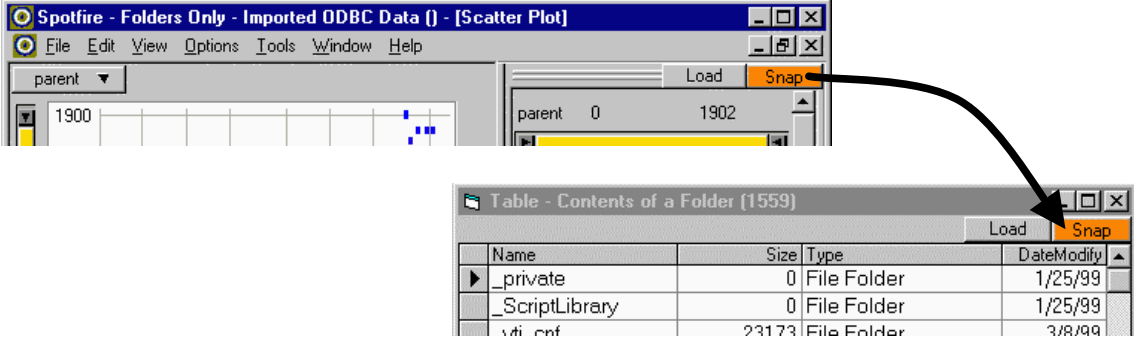 Spotfire - Folders Only - Imported ODBC Data () - [Scatter Plot]
File Edit View Options Tools Window Help
parent
Load Snap
1900
parent 0 1902
Table - Contents of a Folder (1559)
Load Snap
Name Size Type DateModify
_private 0 File Folder 1/25/99
_ScriptLibrary 0 File Folder 1/25/99
_vti_cnf 23173 File Folder 3/8/99